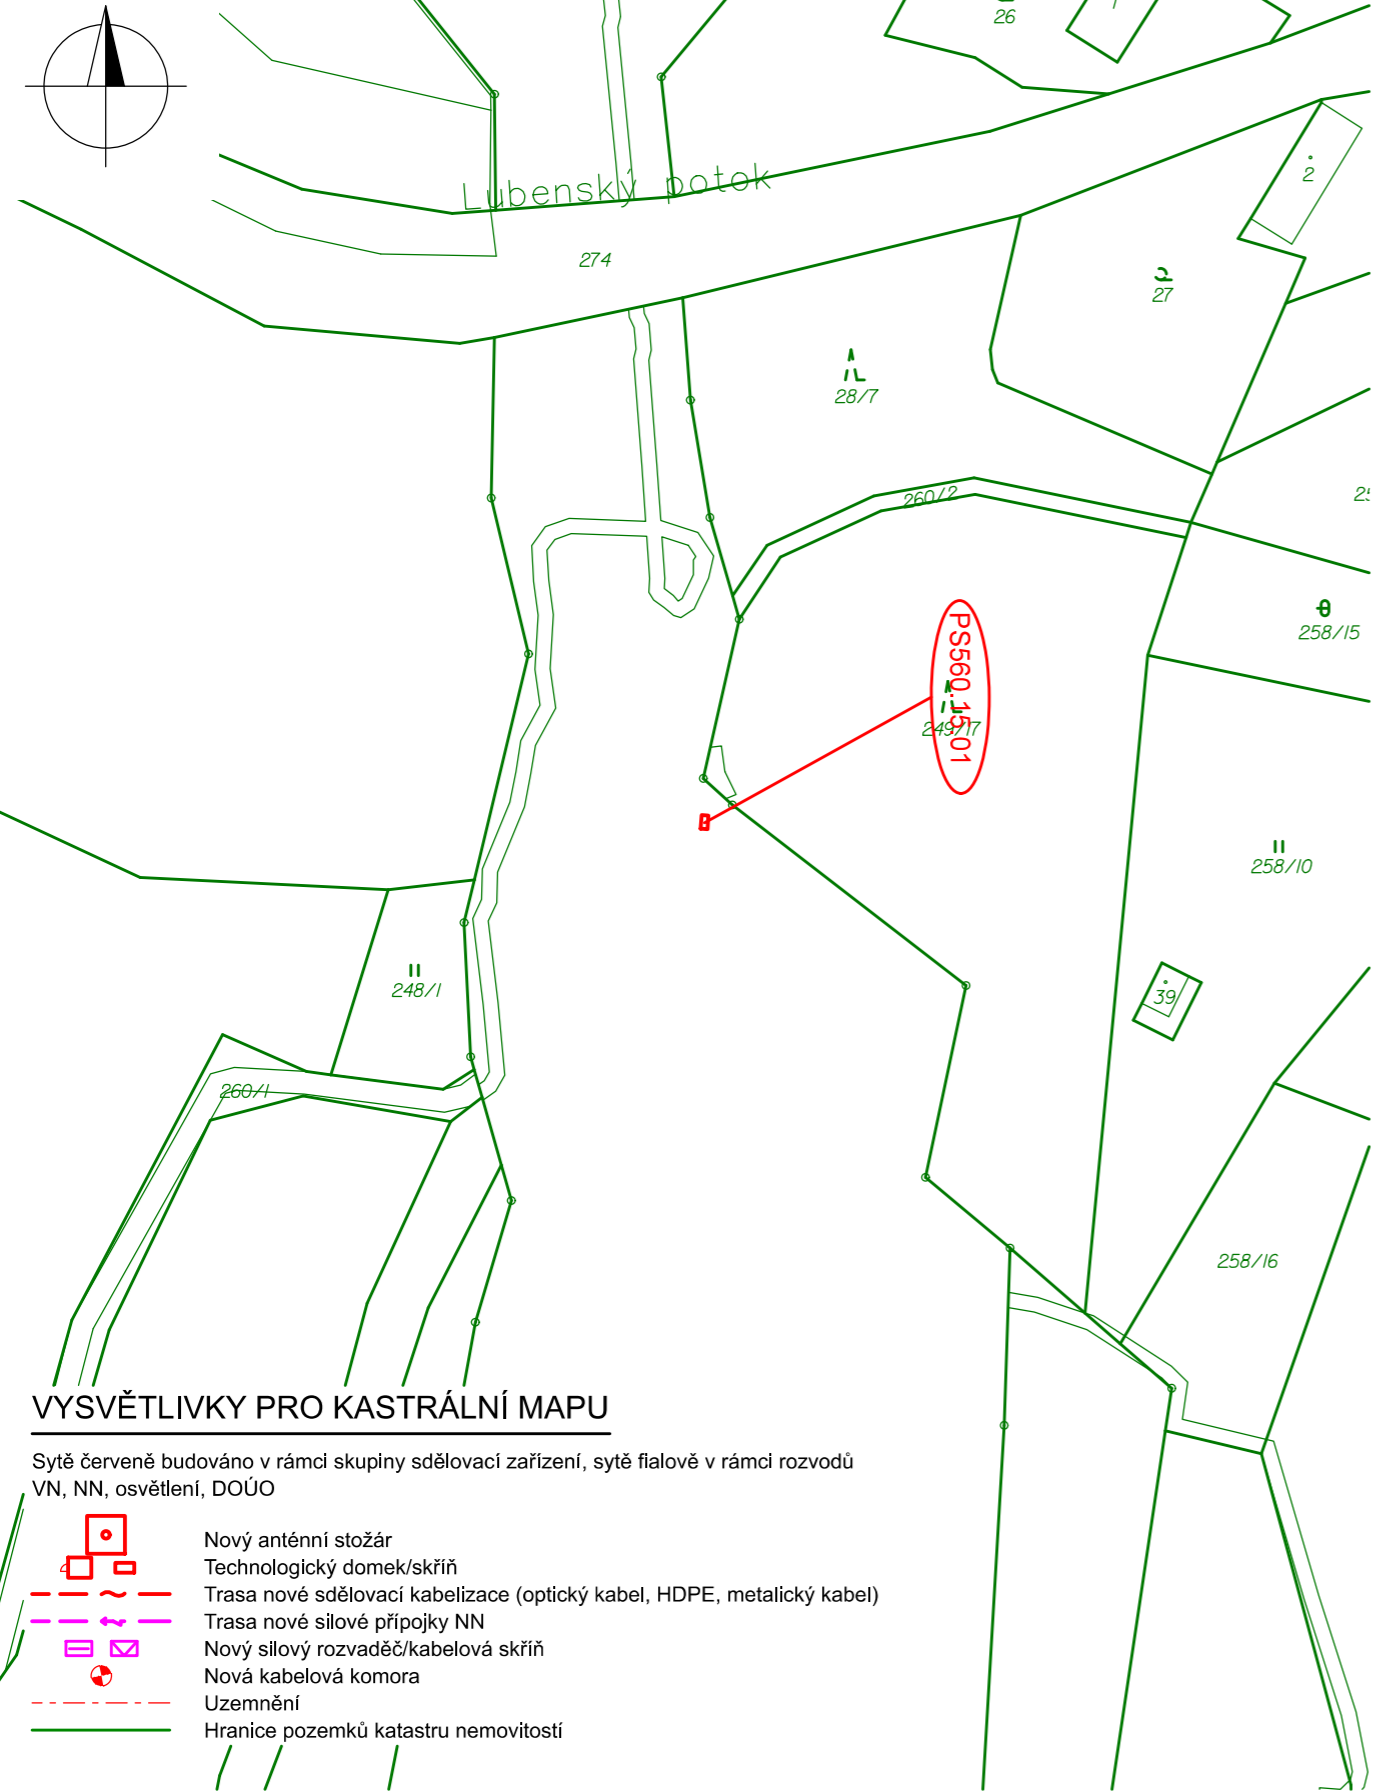 26
Lubenský potok
2
274
27
28/7
260/2
258/15
PS560.15.01
249/17
258/10
248/1
39
260/1
258/16
VYSVĚTLIVKY PRO KASTRÁLNÍ MAPU
Sytě červeně budováno v rámci skupiny sdělovací zařízení, sytě fialově v rámci rozvodů
VN, NN, osvětlení, DOÚO
Nový anténní stožár
Technologický domek/skříň
Trasa nové sdělovací kabelizace (optický kabel, HDPE, metalický kabel)
Trasa nové silové přípojky NN
Nový silový rozvaděč/kabelová skříň
Nová kabelová komora
Uzemnění
Hranice pozemků katastru nemovitostí